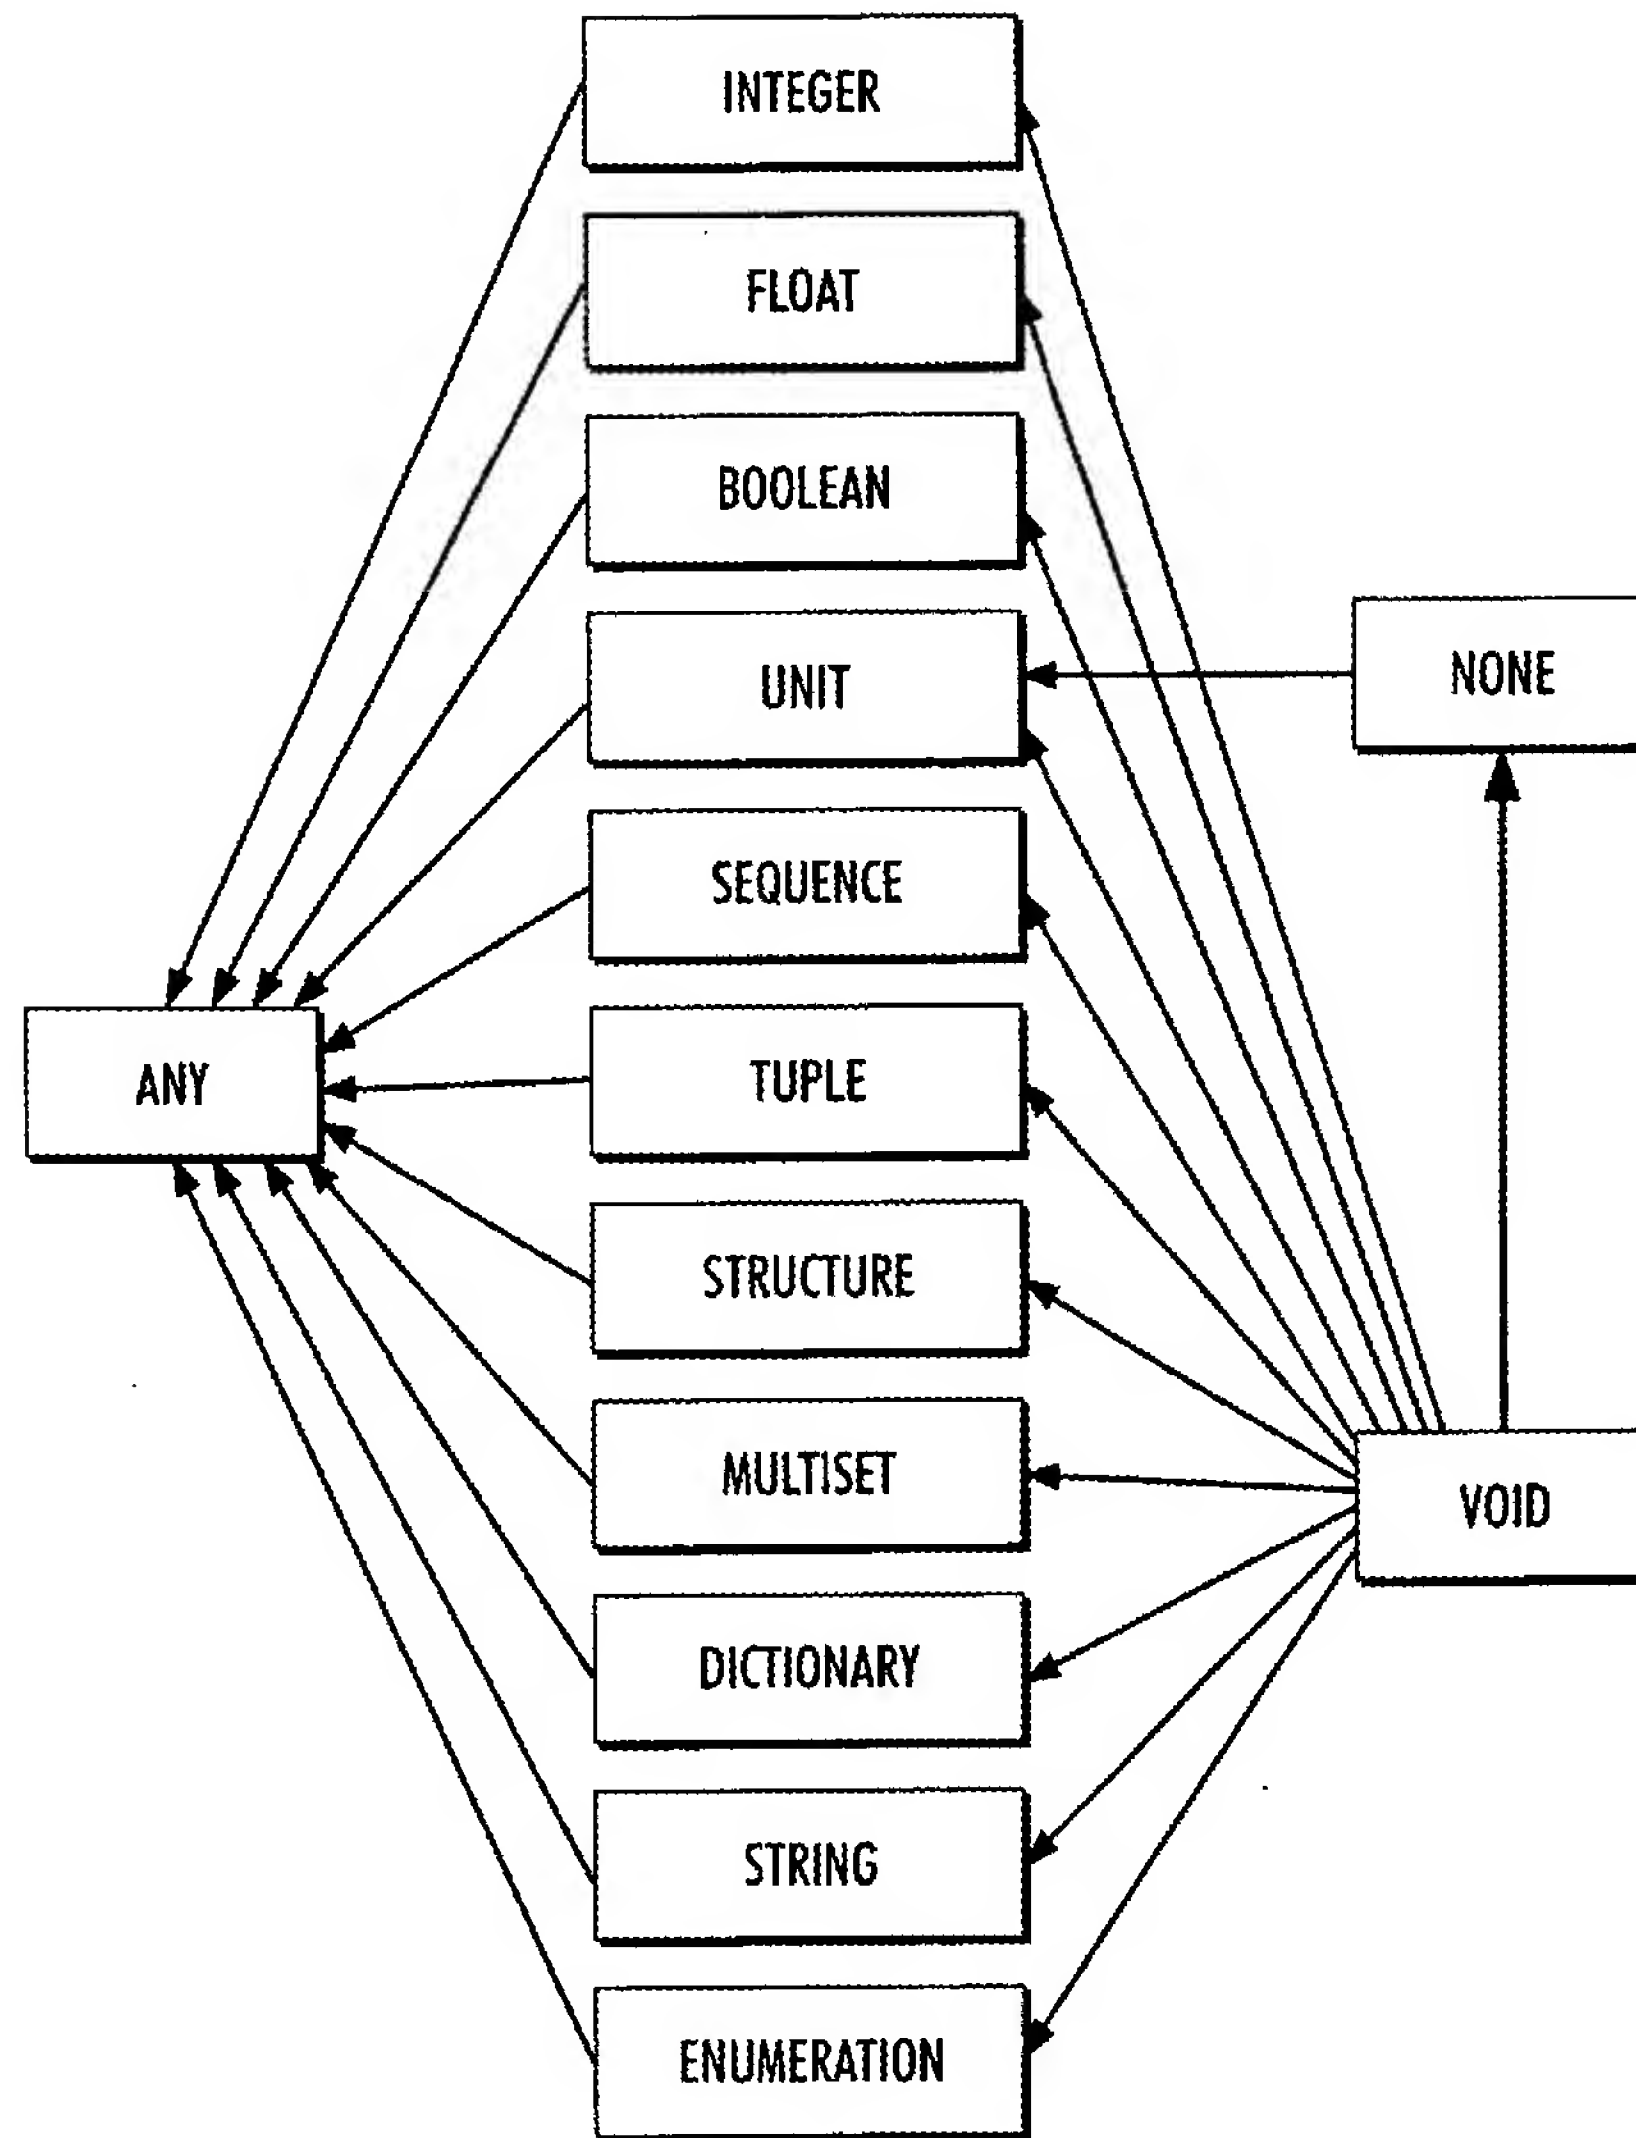 INTEGER
FLOAT
BOOLEAN
UNIT
NONE
SEQUENCE
ANY
TUPLE
STRUCTURE
MULTISET
VOID
DICTIONARY
STRING
ENUMERATION